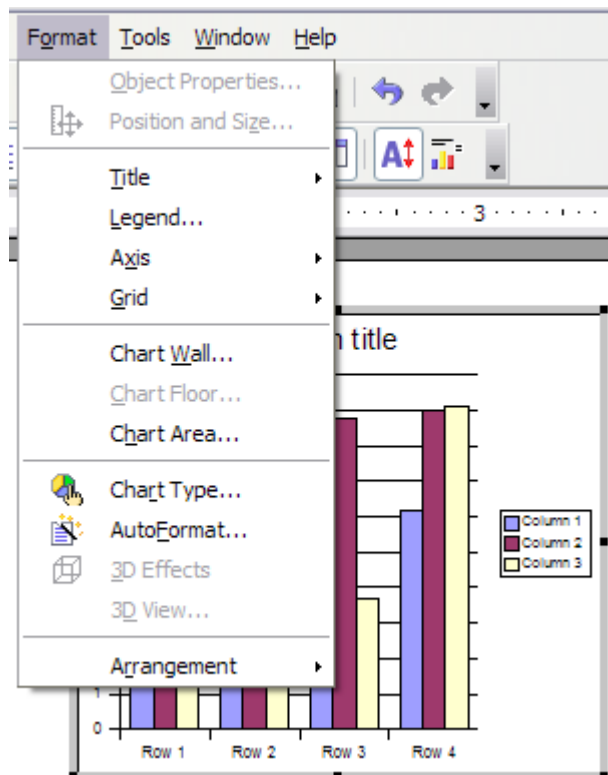 Format Tools Window Help
Object Properties...
Position and Size...
Title
Legend...
3
Axis
Grid
title
Chart Wall...
Chart Floor...
Chart Area...
Chart Type...
AutoFormat...
Column 1
Column 2
Column 3
3D Effects
3D View...
Arrangement
1
0
Row 1 Row 2 Row 3 Row 4